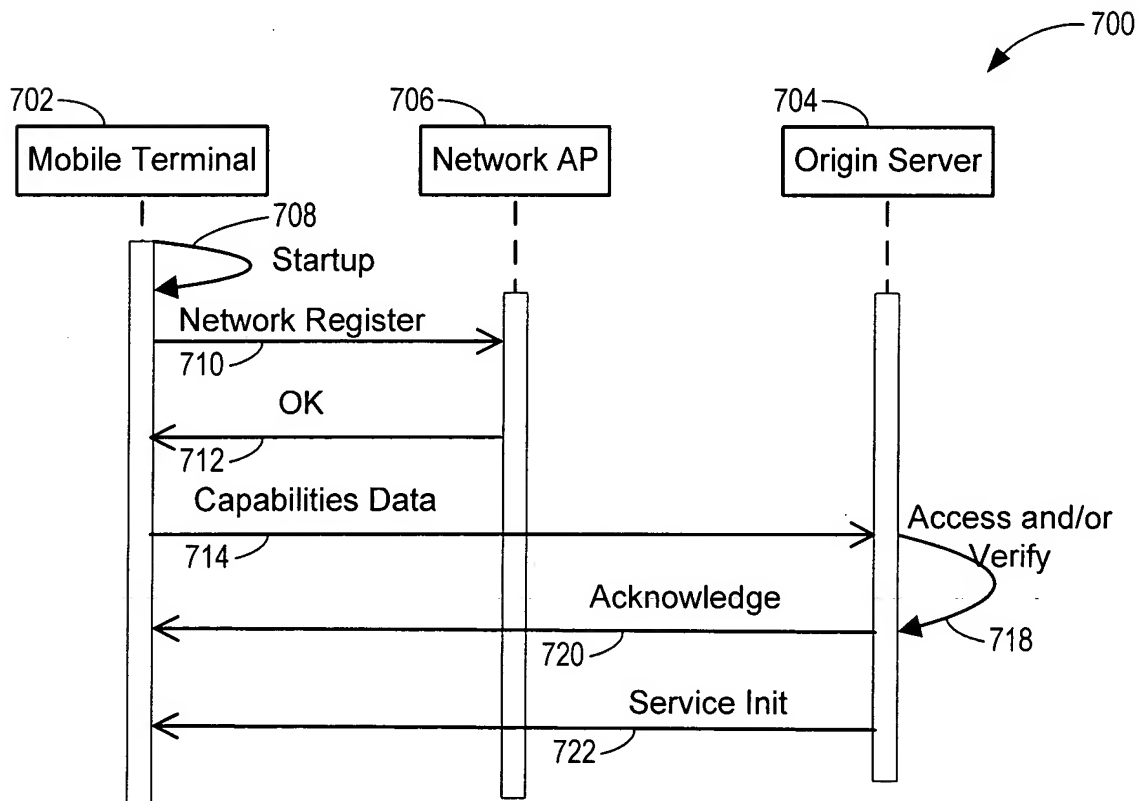 700
702
706
704
Mobile Terminal
Network AP
Origin Server
708
Startup
Network Register
710
OK
712
Capabilities Data
714
Access and/or
Verify
718
Acknowledge
720
Service Init
722